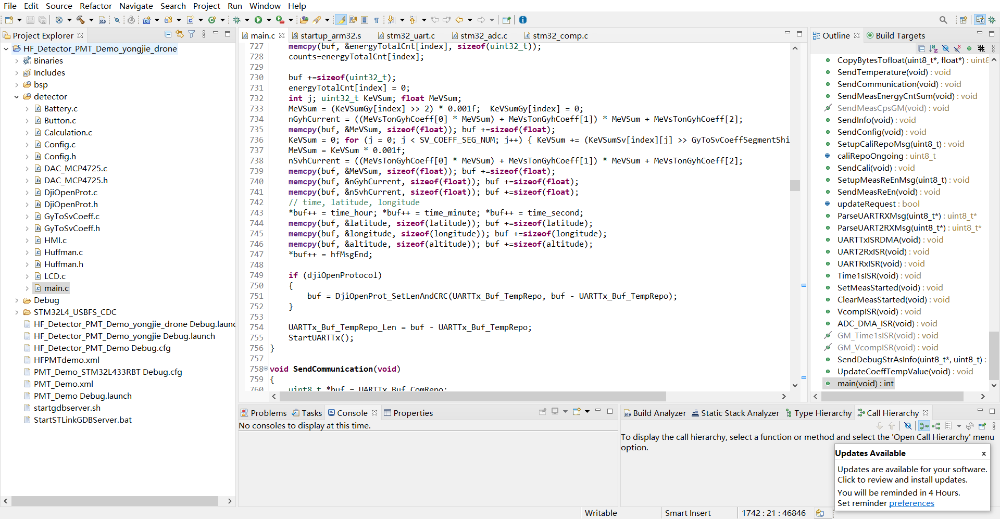 File Edit Source Refactor Navigate Search Project Run Window Help
Project Explorer
HF_Detector_PMT_Demo_yongjie_drone
Binaries
Includes
bsp
detector
Battery.c
Button.c
Calculation.c
Config.c
Config.h
DAC_MCP4725.c
DAC_MCP4725.h
DjiOpenProt.c
DjiOpenProt.h
GyToSvCoeff.c
GyToSvCoeff.h
HMI.c
Huffman.c
Huffman.h
LCD.c
main.c
Debug
STM32L4_USBFS_CDC
HF_Detector_PMT_Demo_yongjie_drone Debug.launc
HF_Detector_PMT_Demo_yongjie Debug.launch
HF_Detector_PMT_Demo Debug.cfg
HFPMTdemo.xml
PMT_Demo_STM32L433RBT Debug.cfg
PMT_Demo.xml
PMT_Demo Debug.launch
startgdbserver.sh
StartSTLinkGDBServer.bat
main.c startup_arm32.s stm32_uart.c stm32_adc.c stm32_comp.c
727 memcpy(buf, &energyTotalCnt[index], sizeof(uint32_t));
728 counts=energyTotalCnt[index];
729
730 buf +=sizeof(uint32_t);
731 energyTotalCnt[index] = 0;
732 int j; uint32_t KeVSum; float MeVSum;
733 MeVSum = (KeVSumGy[index] >> 2) * 0.001f;  KeVSumGy[index] = 0;
734 nGyhCurrent = ((MeVsTonGyhCoeff[0] * MeVSum) + MeVsTonGyhCoeff[1]) * MeVSum + MeVsTonGyhCoeff[2];
735 memcpy(buf, &MeVSum, sizeof(float)); buf +=sizeof(float);
736 KeVSum = 0; for (j = 0; j < SV_COEFF_SEG_NUM; j++) { KeVSum += (KeVSumSv[index][j] >> GyToSvCoeffSegmentShi
737 MeVSum = KeVSum * 0.001f;
738 nSvhCurrent = ((MeVsTonGyhCoeff[0] * MeVSum) + MeVsTonGyhCoeff[1]) * MeVSum + MeVsTonGyhCoeff[2];
739 memcpy(buf, &MeVSum, sizeof(float)); buf +=sizeof(float);
740 memcpy(buf, &nGyhCurrent, sizeof(float)); buf +=sizeof(float);
741 memcpy(buf, &nSvhCurrent, sizeof(float)); buf +=sizeof(float);
742 // time, latitude, longitude
743 *buf++ = time_hour; *buf++ = time_minute; *buf++ = time_second;
744 memcpy(buf, &latitude, sizeof(latitude)); buf +=sizeof(latitude);
745 memcpy(buf, &longitude, sizeof(longitude)); buf +=sizeof(longitude);
746 memcpy(buf, &altitude, sizeof(altitude)); buf +=sizeof(altitude);
747 *buf++ = hfMsgEnd;
748
749 if (djiOpenProtocol)
750 {
751 buf = DjiOpenProt_SetLenAndCRC(UARTTx_Buf_TempRepo, buf - UARTTx_Buf_TempRepo);
752 }
753
754 UARTTx_Buf_TempRepo_Len = buf - UARTTx_Buf_TempRepo;
755 StartUARTTx();
756 }
757
758 void SendCommunication(void)
759 {
760 uint8_t *buf = UARTTx_Buf_ComRepo;
Outline Build Targets
CopyBytesTofloat(uint8_t*, float*) : uint8
SendTemperature(void) : void
SendCommunication(void) : void
SendMeasEnergyCntSum(void) : void
SendMeasCpsGM(void) : void
SendInfo(void) : void
SendConfig(void) : void
SetupCaliRepoMsg(uint8_t) : void
caliRepoOngoing : uint8_t
SendCali(void) : void
SetupMeasReEnMsg(uint8_t) : void
SendMeasReEn(void) : void
updateRequest : bool
ParseUARTRXMsg(uint8_t*) : uint8_t*
ParseUART2RXMsg(uint8_t*) : uint8_t*
UARTTxISRDMA(void) : void
UART2RxISR(void) : void
UARTRxISR(void) : void
Time1sISR(void) : void
SetMeasStarted(void) : void
ClearMeasStarted(void) : void
VcompISR(void) : void
ADC_DMA_ISR(void) : void
GM_Time1sISR(void) : void
GM_VcompISR(void) : void
SendDebugStrAsInfo(uint8_t*, uint8_t) :
UpdateCoeffTempValue(void) : void
main(void) : int
Problems Tasks Console Properties
No consoles to display at this time.
Build Analyzer Static Stack Analyzer Type Hierarchy Call Hierarchy
To display the call hierarchy, select a function or method and select the 'Open Call Hierarchy' menu
option.
Updates Available
Updates are available for your software.
Click to review and install updates.
You will be reminded in 4 Hours.
Set reminder preferences
Writable Smart Insert 1742 : 21 : 46846